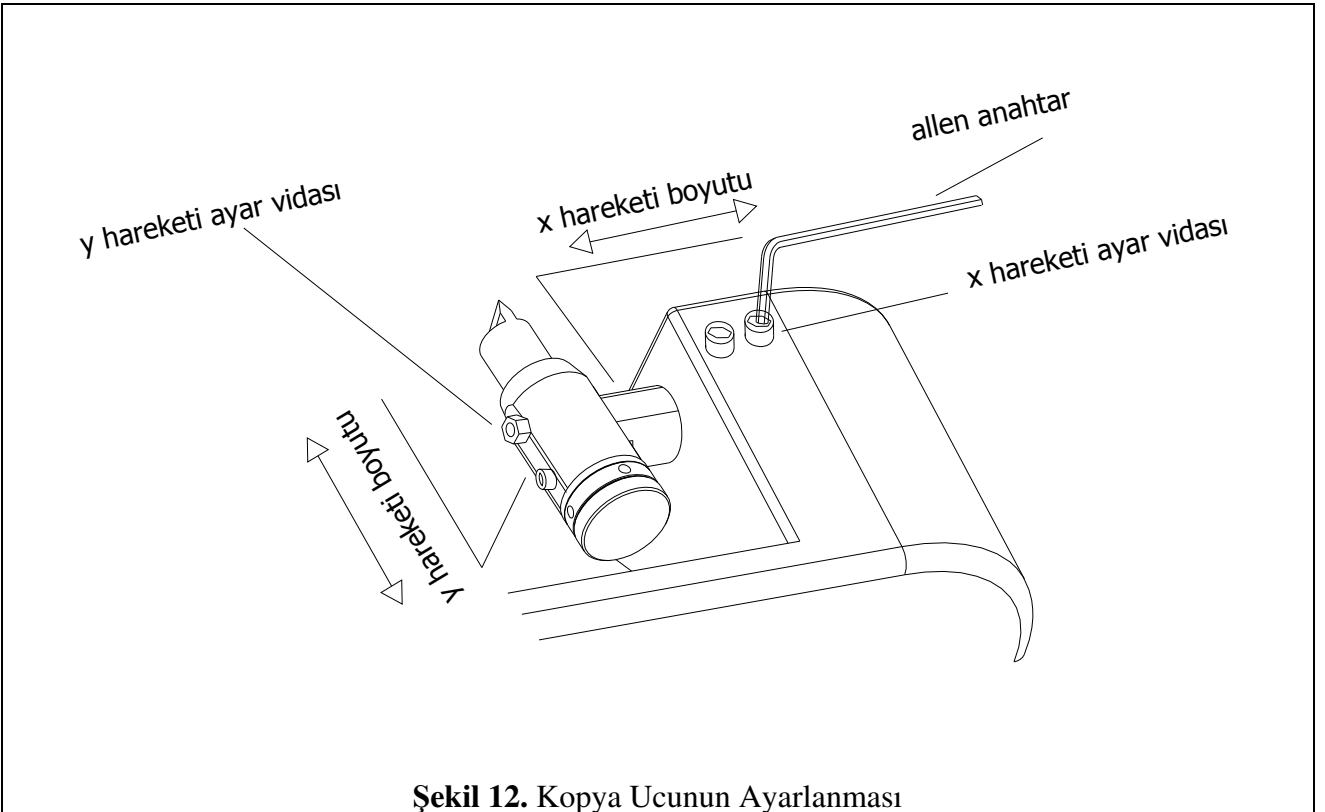 allen anahtar
x hareketi boyutu
y hareketi ayar vidası
x hareketi ayar vidası
y hareketi boyutu
Şekil 12. Kopya Ucunun Ayarlanması